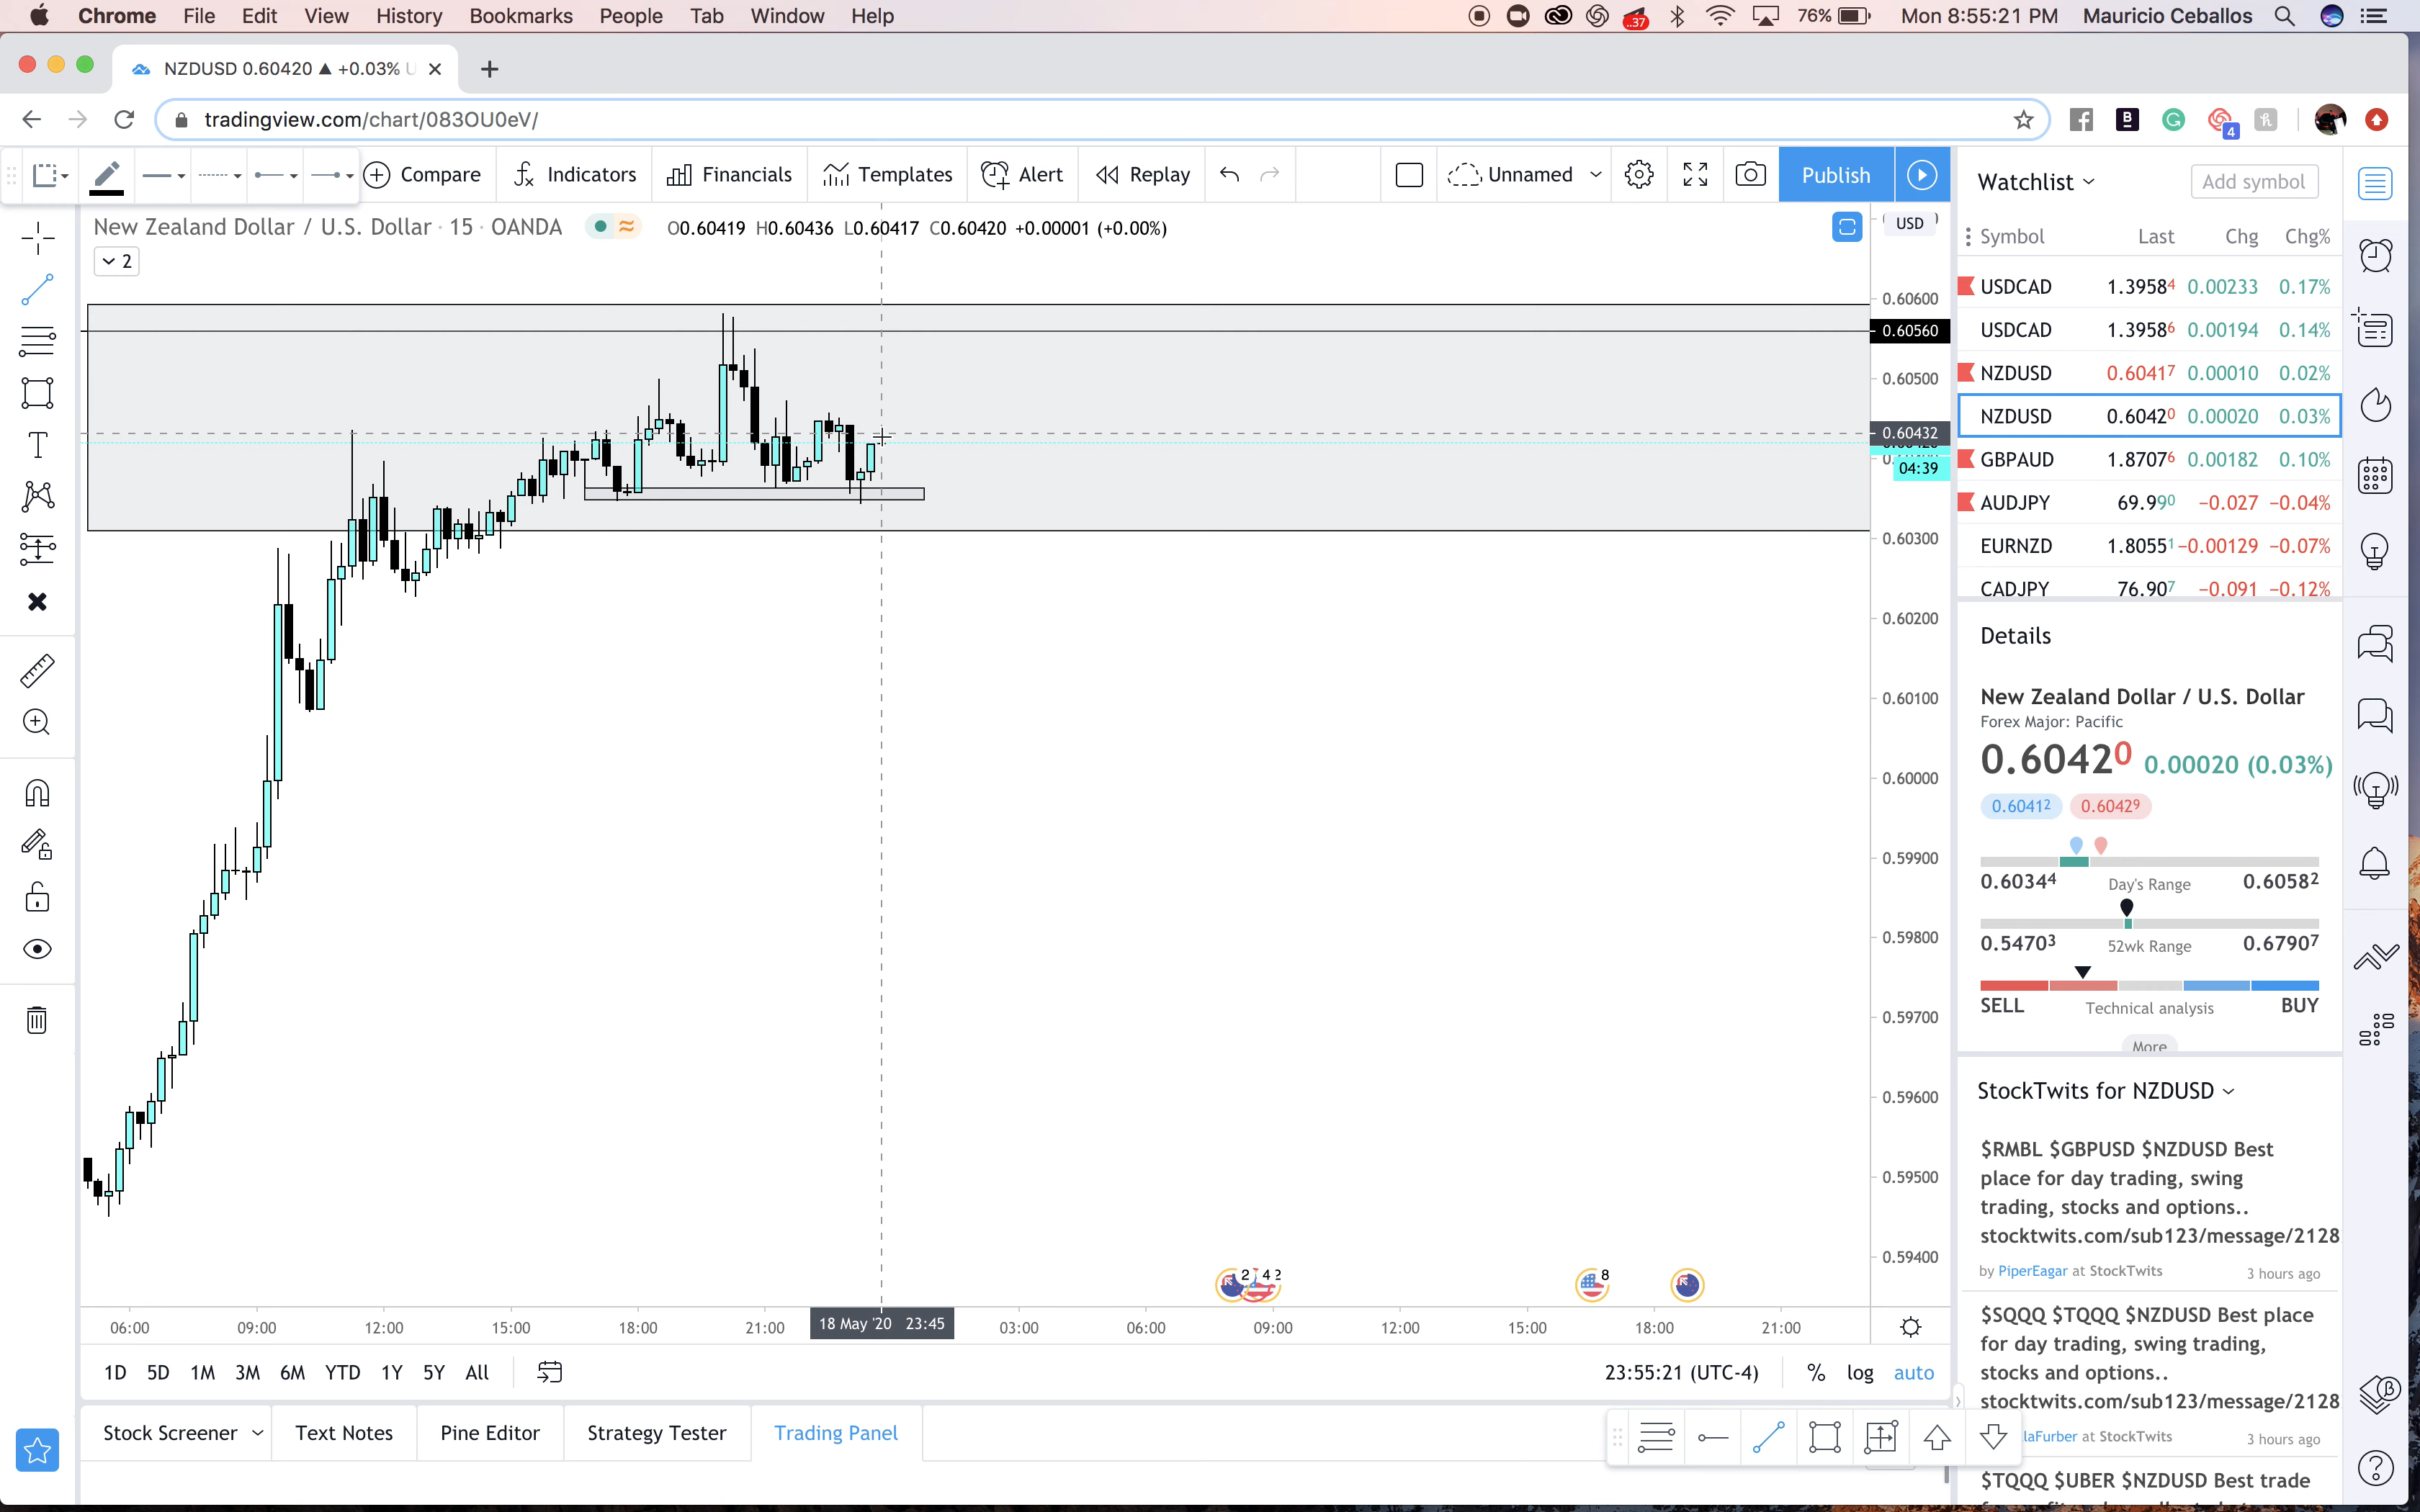 Chrome File Edit View History Bookmarks People Tab Window Help
..37 76% Mon 8:55:21 PM Mauricio Ceballos
NZDUSD 0.60420 ▲ +0.03% U
tradingview.com/chart/083OU0eV/
4
Compare Indicators Financials Templates Alert Replay Unnamed Publish
New Zealand Dollar / U.S. Dollar · 15 · OANDA
O0.60419 H0.60436 L0.60417 C0.60420 +0.00001 (+0.00%)
2
USD
0.60600
0.60560
0.60500
0.60432
04:39
0.60300
0.60200
0.60100
0.60000
0.59900
0.59800
0.59700
0.59600
0.59500
0.59400
2 4 2 8
06:00 09:00 12:00 15:00 18:00 21:00 18 May '20 23:45 03:00 06:00 09:00 12:00 15:00 18:00 21:00
1D 5D 1M 3M 6M YTD 1Y 5Y All
23:55:21 (UTC-4) % log auto
Stock Screener Text Notes Pine Editor Strategy Tester Trading Panel
Watchlist Add symbol
Symbol Last Chg Chg%
USDCAD 1.39584 0.00233 0.17%
USDCAD 1.39586 0.00194 0.14%
NZDUSD 0.60417 0.00010 0.02%
NZDUSD 0.60420 0.00020 0.03%
GBPAUD 1.87076 0.00182 0.10%
AUDJPY 69.990 −0.027 −0.04%
EURNZD 1.80551 −0.00129 −0.07%
CADJPY 76.907 −0.091 −0.12%
Details
New Zealand Dollar / U.S. Dollar
Forex Major: Pacific
0.60420 0.00020 (0.03%)
0.60412 0.60429
0.60344 Day's Range 0.60582
0.54703 52wk Range 0.67907
SELL Technical analysis BUY
More
StockTwits for NZDUSD
$RMBL $GBPUSD $NZDUSD Best
place for day trading, swing
trading, stocks and options..
stocktwits.com/sub123/message/2128
by PiperEagar at StockTwits 3 hours ago
$SQQQ $TQQQ $NZDUSD Best place
for day trading, swing trading,
stocks and options..
stocktwits.com/sub123/message/2128
laFurber at StockTwits 3 hours ago
$TQQQ $UBER $NZDUSD Best trade